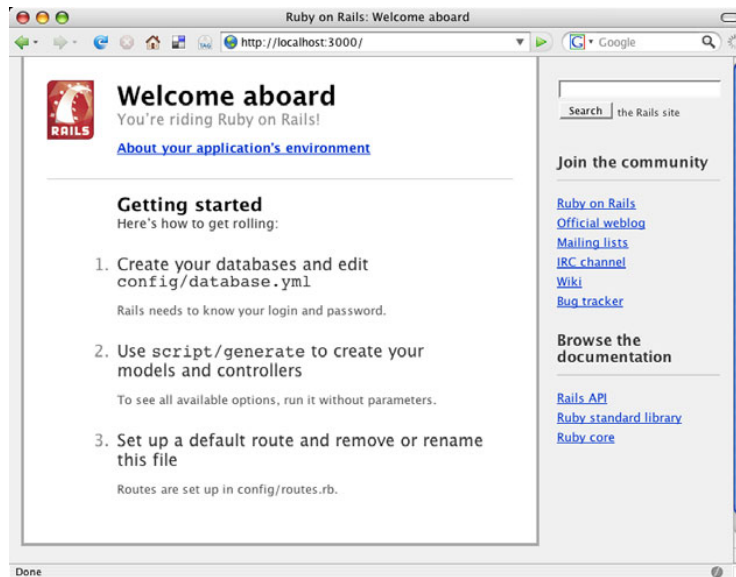 Ruby on Rails: Welcome aboard
TAG
http://localhost:3000/
G
Google
RAILS
Welcome aboard
You're riding Ruby on Rails!
About your application's environment
Getting started
Here's how to get rolling:
1. Create your databases and edit
config/database.yml
Rails needs to know your login and password.
2. Use script/generate to create your
models and controllers
To see all available options, run it without parameters.
3. Set up a default route and remove or rename
this file
Routes are set up in config/routes.rb.
Search the Rails site
Join the community
Ruby on Rails
Official weblog
Mailing lists
IRC channel
Wiki
Bug tracker
Browse the
documentation
Rails API
Ruby standard library
Ruby core
Done